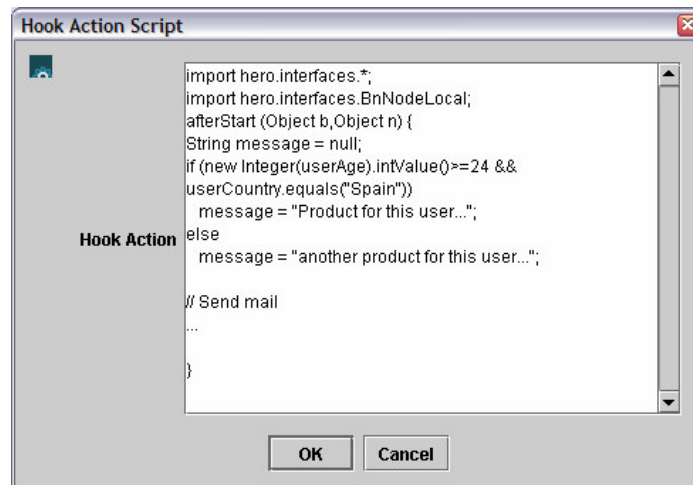 Hook Action Script
import hero.interfaces.*;
import hero.interfaces.BnNodeLocal;
afterStart (Object b,Object n) {
String message = null;
if (new Integer(userAge).intValue()>=24 &&
userCountry.equals("Spain"))
   message = "Product for this user...";
Hook Action
else
   message = "another product for this user...";
// Send mail
...
}
OK
Cancel